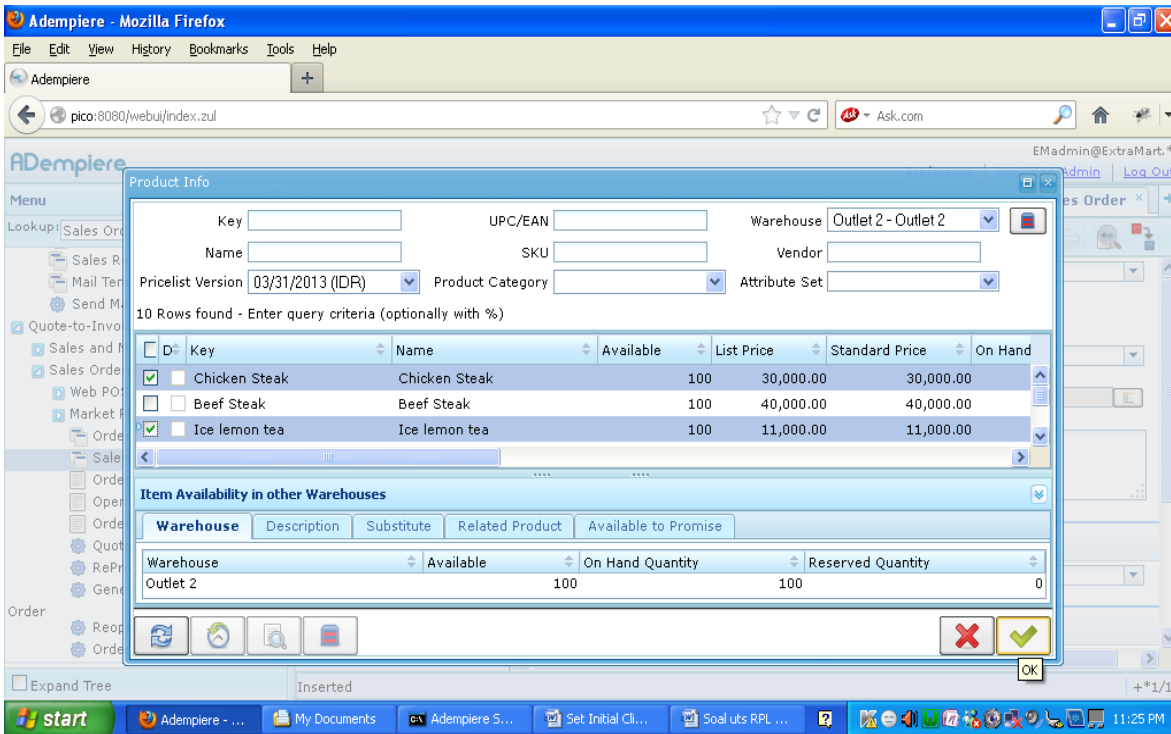 Adempiere - Mozilla Firefox
File Edit View History Bookmarks Tools Help
Adempiere
pico:8080/webui/index.zul
Ask.com
ADempiere
EMadmin@ExtraMart.*
Admin Log Ou
Menu
es Order
Lookup: Sales Ord
Sales R
Mail Ten
Send M
Quote-to-Invo
Sales and M
Sales Orde
Web PO
Market P
Orde
Sale
Orde
Oper
Orde
Quot
RePr
Gene
Order
Reop
Orde
Expand Tree
Product Info
Key UPC/EAN Warehouse Outlet 2 - Outlet 2
Name SKU Vendor
Pricelist Version 03/31/2013 (IDR) Product Category Attribute Set
10 Rows found - Enter query criteria (optionally with %)
D Key Name Available List Price Standard Price On Hand
Chicken Steak Chicken Steak 100 30,000.00 30,000.00
Beef Steak Beef Steak 100 40,000.00 40,000.00
Ice lemon tea Ice lemon tea 100 11,000.00 11,000.00
Item Availability in other Warehouses
Warehouse Description Substitute Related Product Available to Promise
Warehouse Available On Hand Quantity Reserved Quantity
Outlet 2 100 100 0
OK
Inserted
+*1/1
start Adempiere - ... My Documents Adempiere S... Set Initial Cli... Soal uts RPL ... 11:25 PM